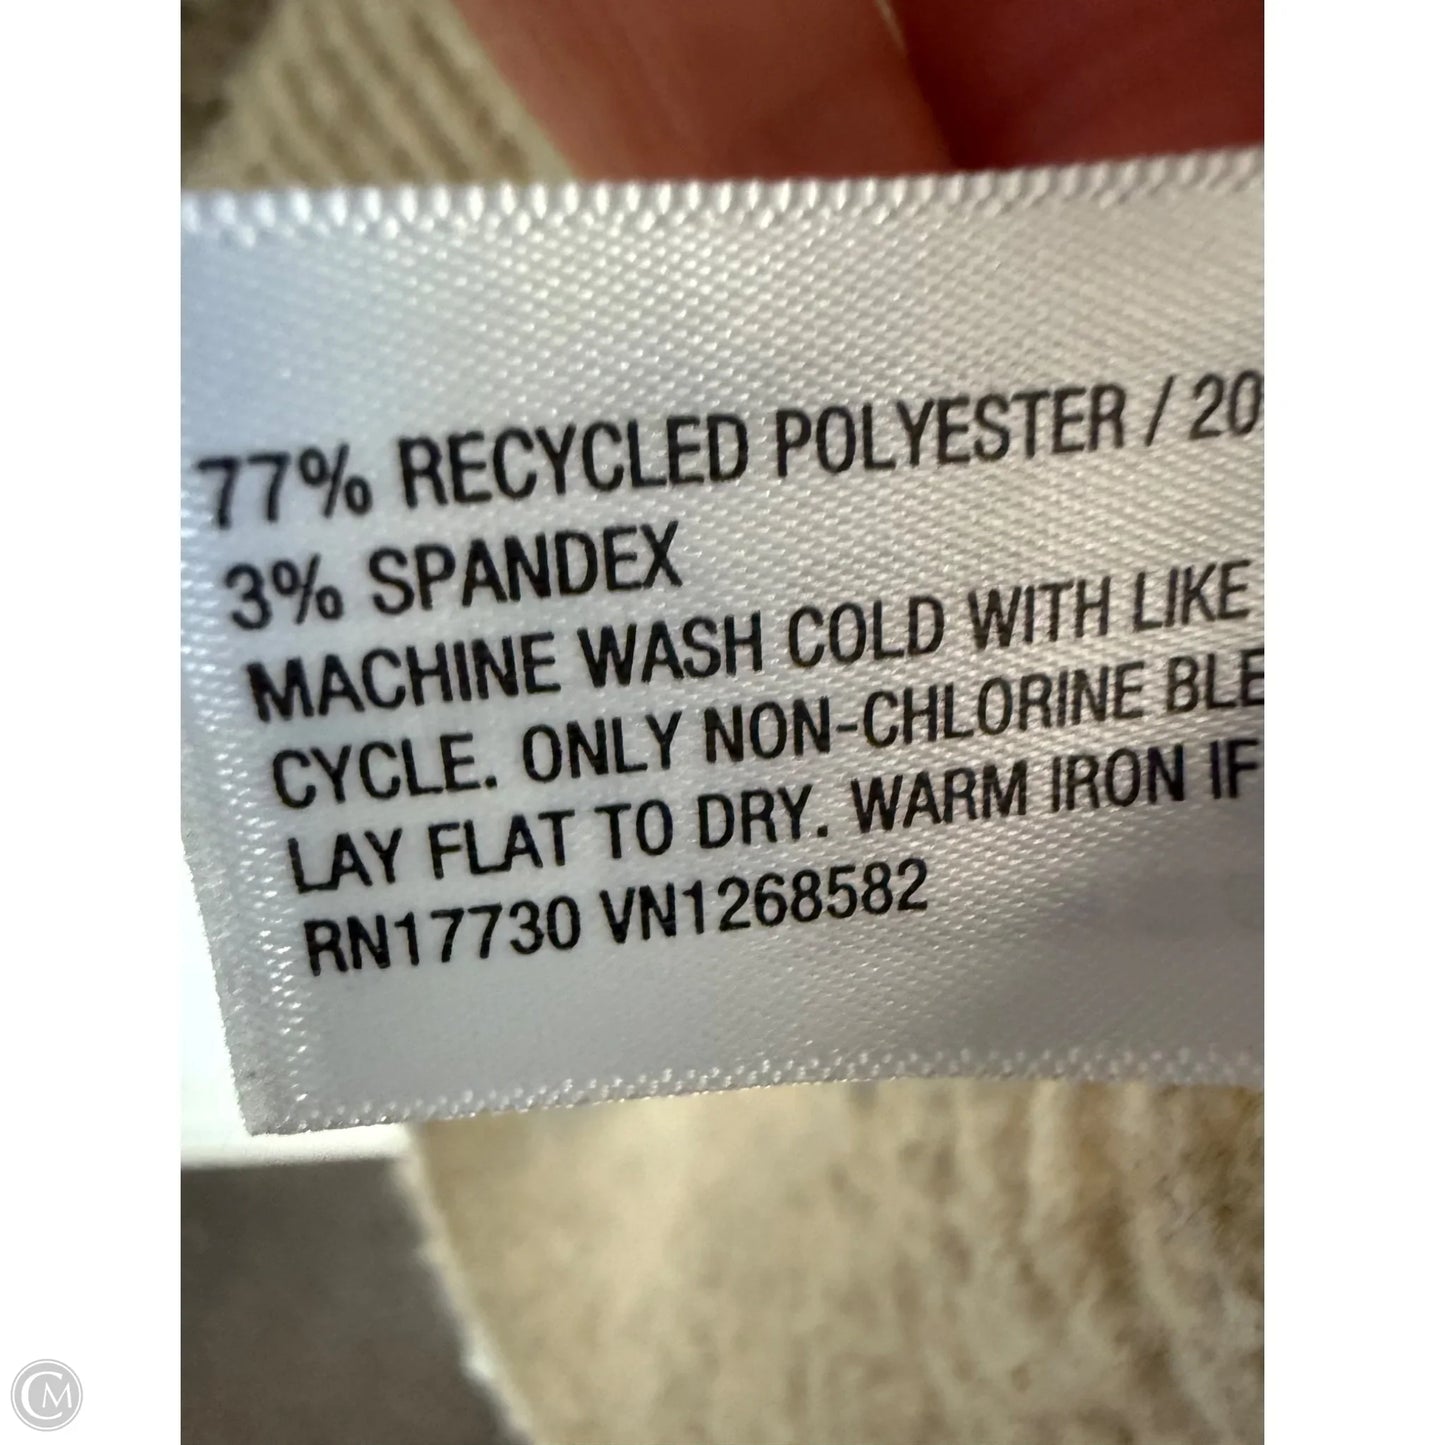 77% RECYCLED POLYESTER / 20
3% SPANDEX
MACHINE WASH COLD WITH LIKE
CYCLE. ONLY NON-CHLORINE BLE
LAY FLAT TO DRY. WARM IRON IF
RN17730 VN1268582
CM